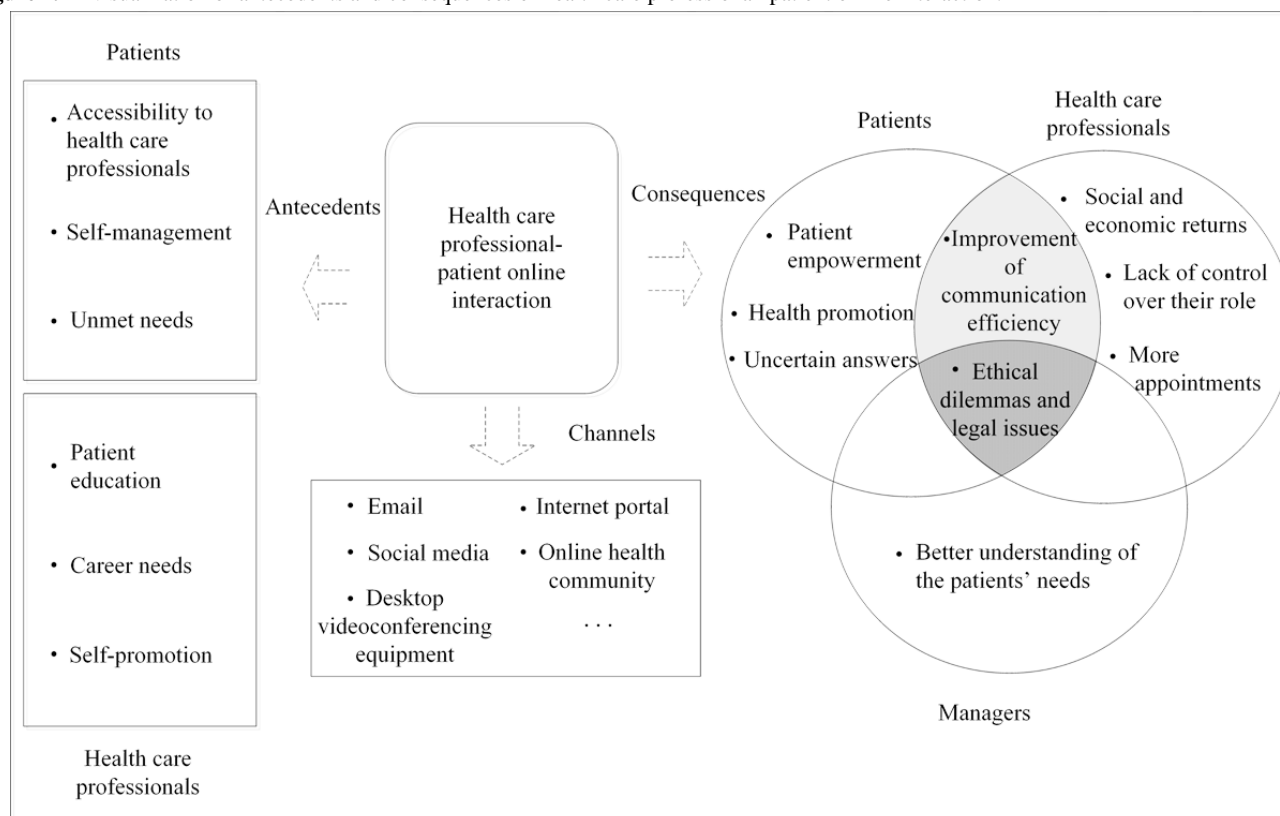 Patients
• Accessibility to
health care
professionals
• Self-management
• Unmet needs
• Patient
education
• Career needs
• Self-promotion
Health care
professionals
Antecedents
Health care
professional-
patient online
interaction
Channels
• Email
• Social media
• Desktop
videoconferencing
equipment
• Internet portal
• Online health
community
. . .
Consequences
Patients
• Patient
empowerment
• Health promotion
• Uncertain answers
•Improvement
of
communication
efficiency
• Ethical
dilemmas and
legal issues
Health care
professionals
• Social and
economic returns
• Lack of control
over their role
• More
appointments
• Better understanding of
the patients’ needs
Managers